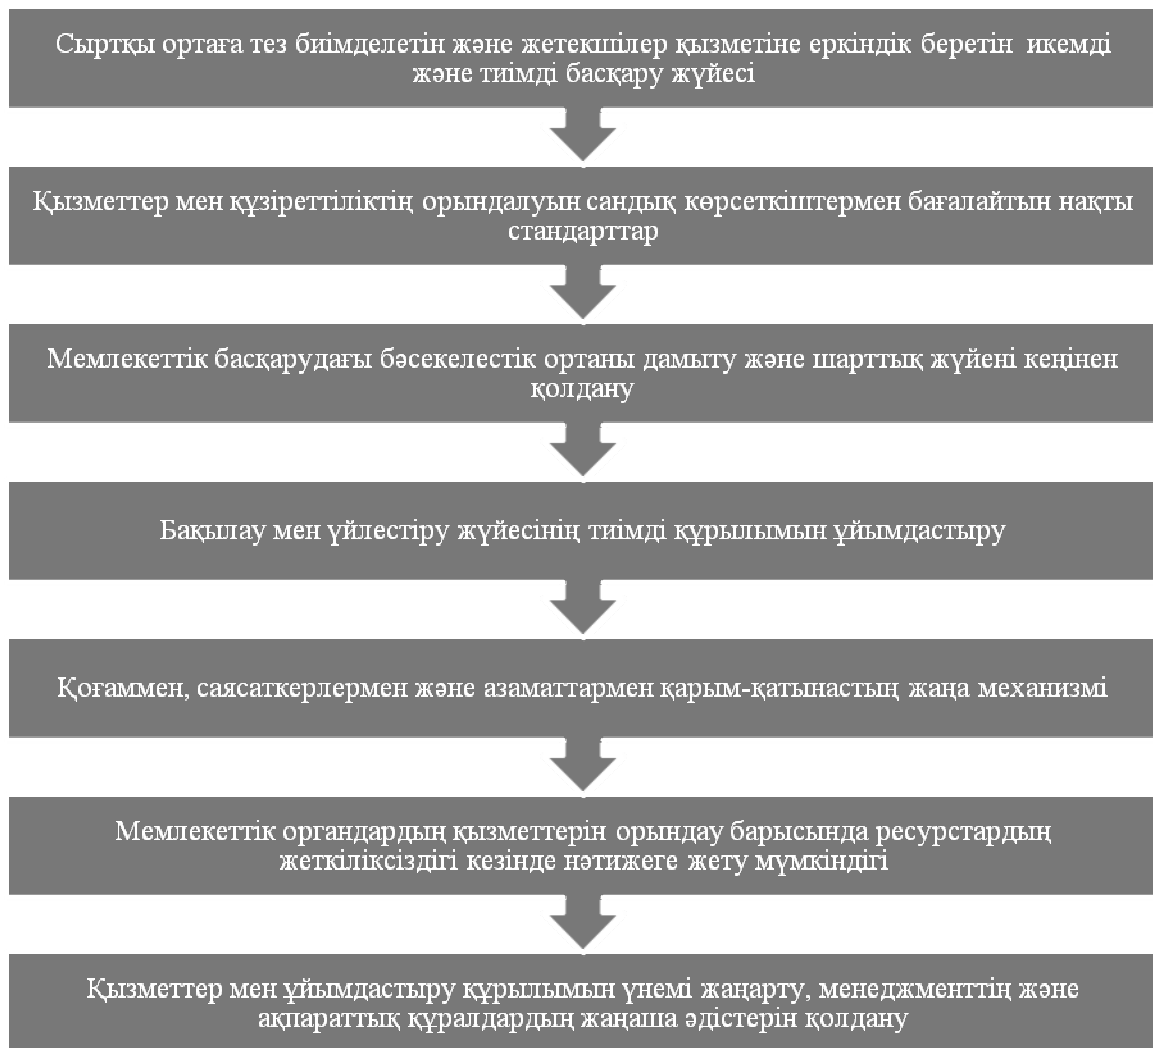 Сыртқы ортаға тез биімделетін және жетекшілер қызметіне еркіндік беретін икемді
және тиімді басқару жүйесі
Қызметтер мен құзіреттіліктің орындалуын сандық көрсеткіштермен бағалайтын нақты
стандарттар
Мемлекеттік басқарудағы бәсекелестік ортаны дамыту және шарттық жүйені кеңінен
қолдану
Бақылау мен үйлестіру жүйесінің тиімді құрылымын ұйымдастыру
Қоғаммен, саясаткерлермен және азаматтармен қарым-қатынастың жаңа механизмі
Мемлекеттік органдардың қызметтерін орындау барысында ресурстардың
жеткіліксіздігі кезінде нәтижеге жету мүмкіндігі
Қызметтер мен ұйымдастыру құрылымын үнемі жаңарту, менеджменттің және
ақпараттық құралдардың жаңаша әдістерін қолдану